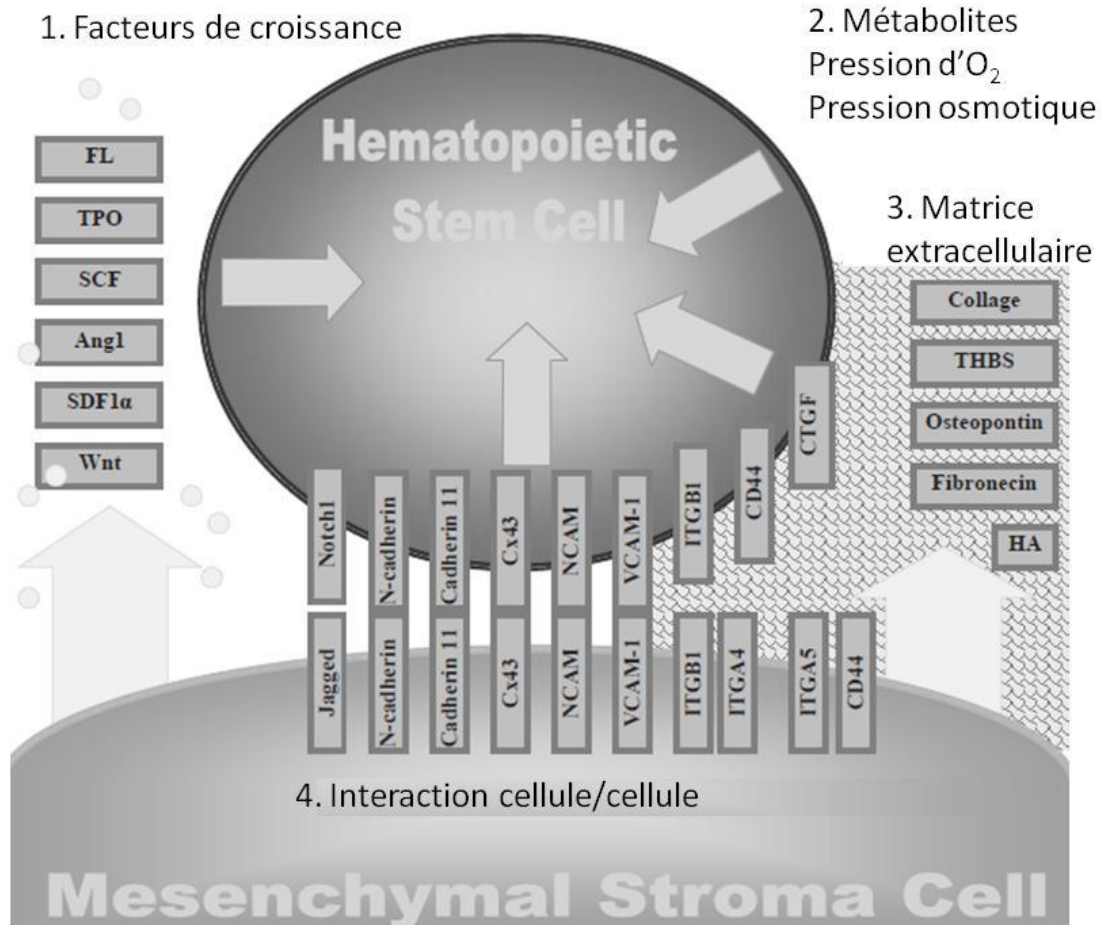 1. Facteurs de croissance
2. Métabolites
Pression d'O₂
Pression osmotique
Hematopoietic
Stem Cell
FL
TPO
SCF
Ang1
SDF1α
Wnt
3. Matrice
extracellulaire
Collage
THBS
Osteopontin
Fibronecin
HA
Notch1
N-cadherin
Cadherin 11
Cx43
NCAM
VCAM-1
ITGB1
CD44
CTGF
Jagged
N-cadherin
Cadherin 11
Cx43
NCAM
VCAM-1
ITGB1
ITGA4
ITGA5
CD44
4. Interaction cellule/cellule
Mesenchymal Stroma Cell